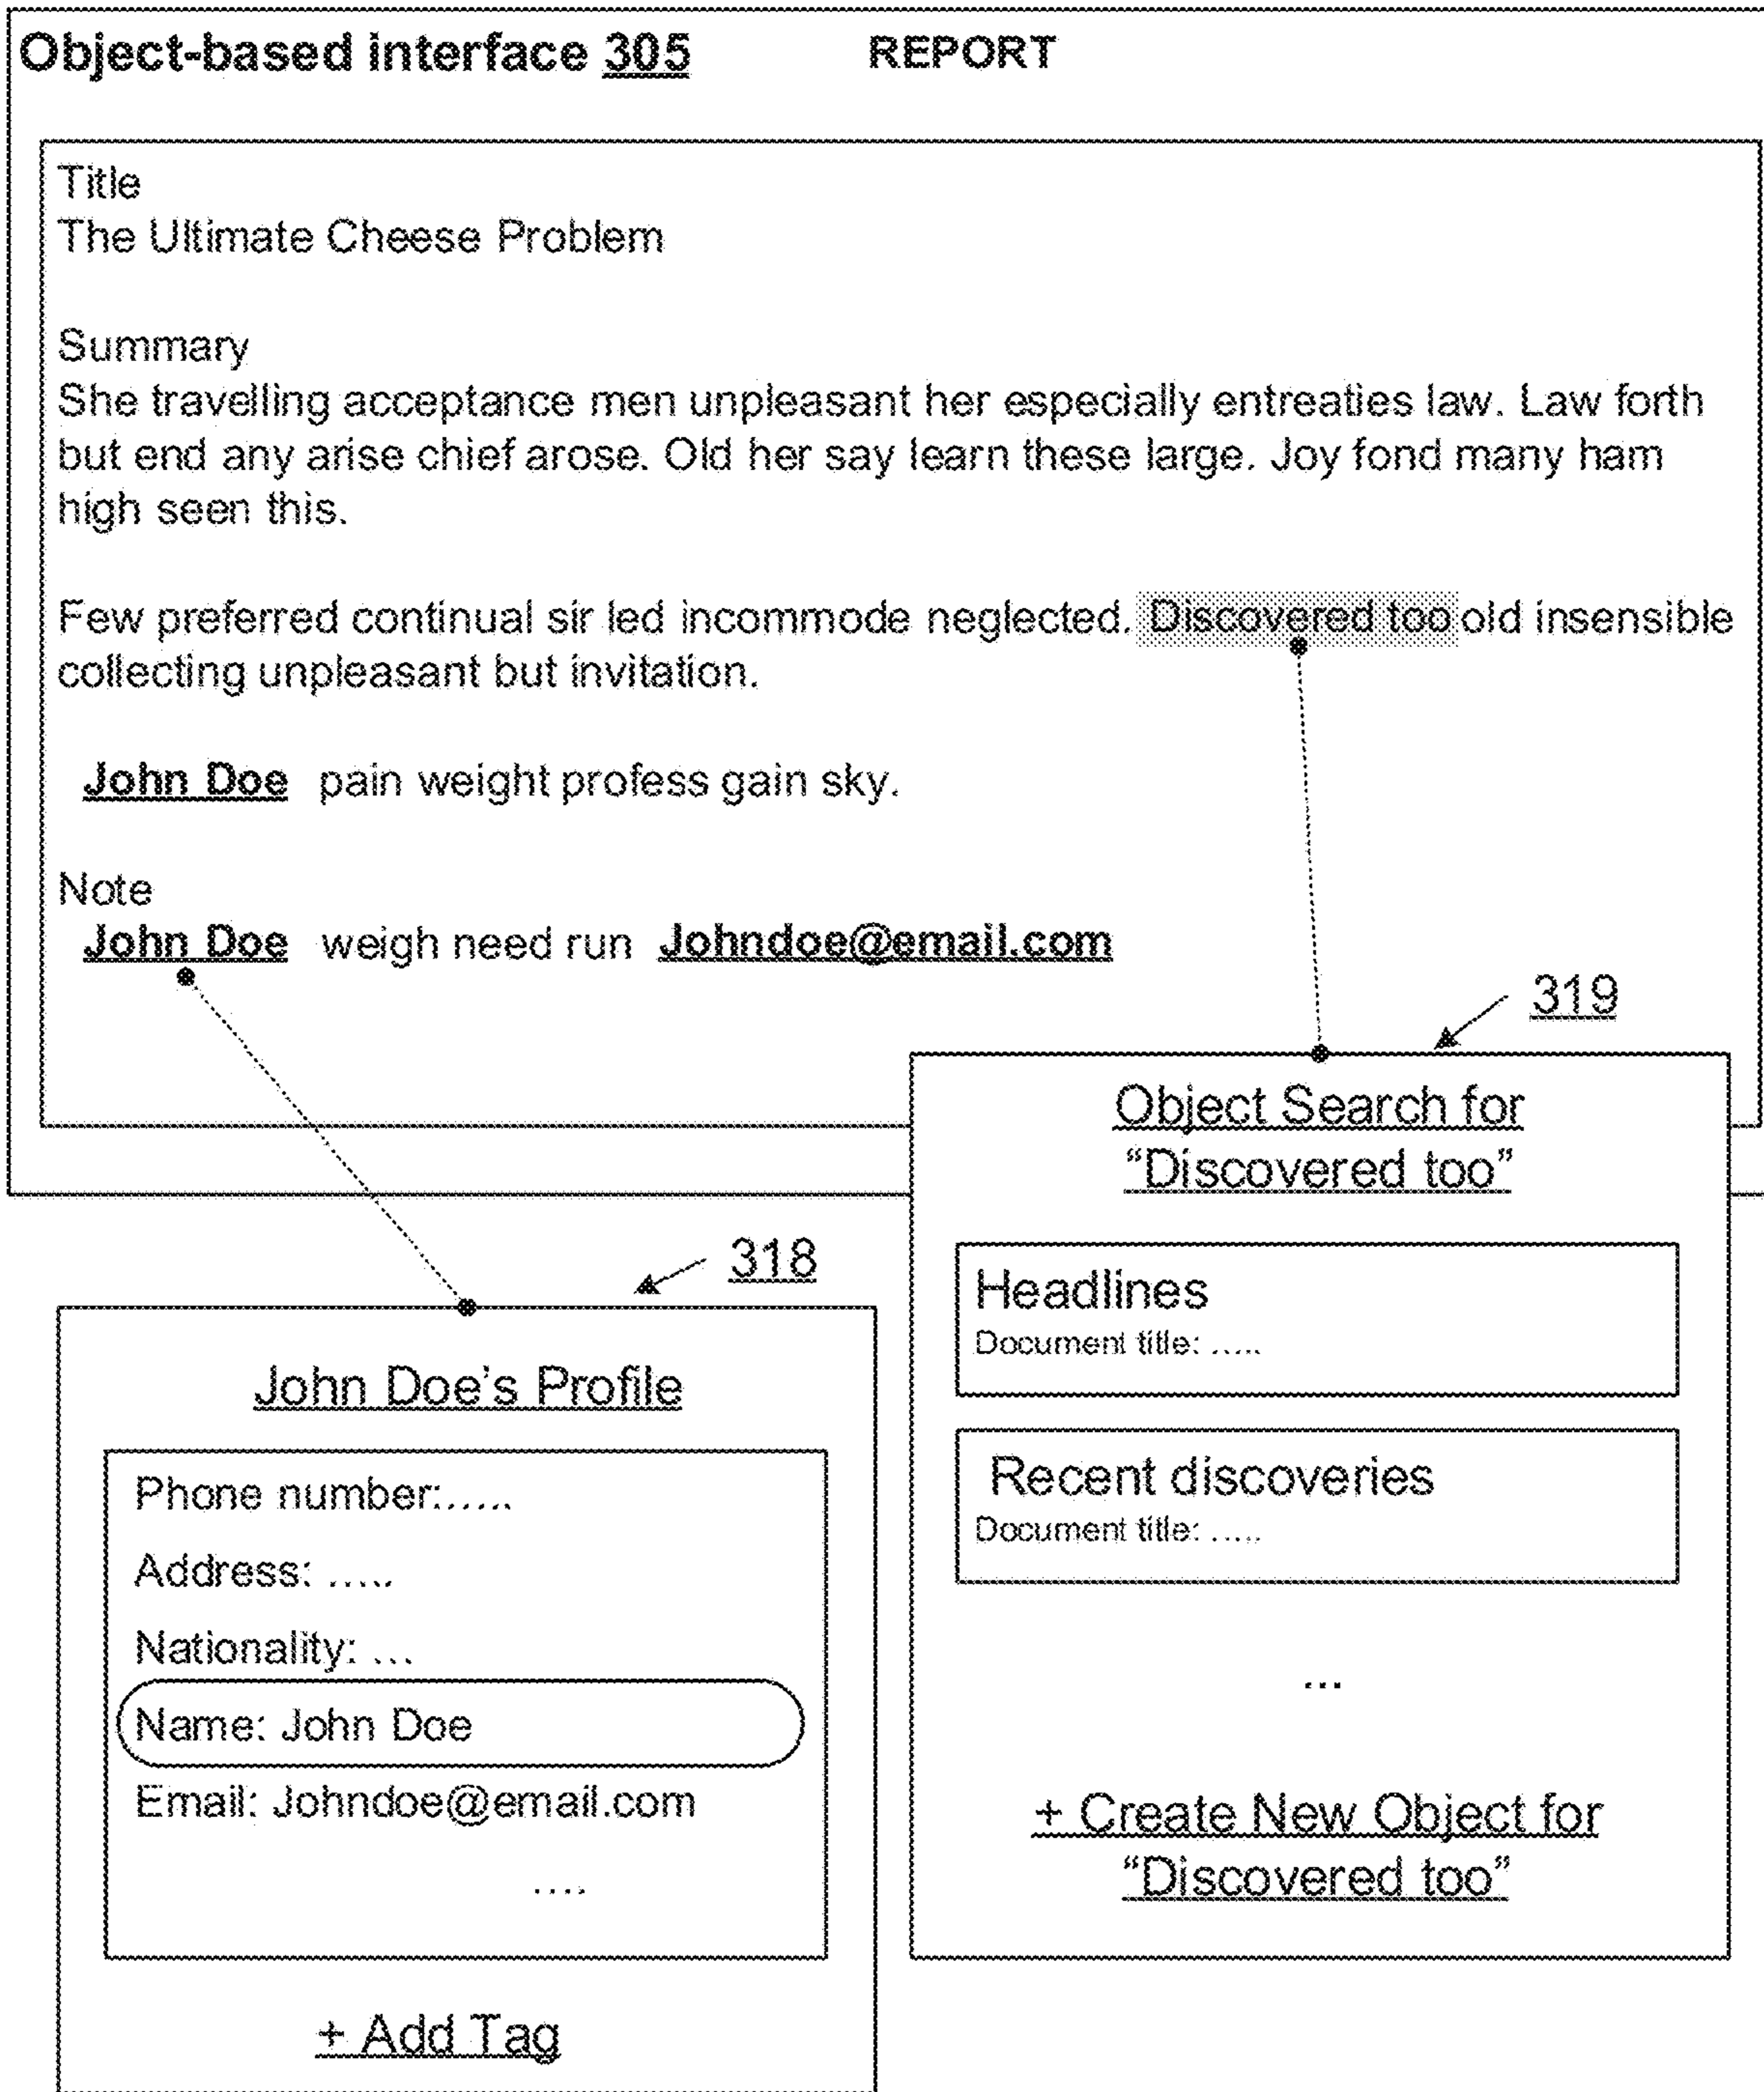 Object-based interface 305 REPORT
Title
The Ultimate Cheese Problem
Summary
She travelling acceptance men unpleasant her especially entreaties law. Law forth
but end any arise chief arose. Old her say learn these large. Joy fond many ham
high seen this.
Few preferred continual sir led incommode neglected. Discovered too old insensible
collecting unpleasant but invitation.
John Doe pain weight profess gain sky.
Note
John Doe weigh need run Johndoe@email.com
319
Object Search for
“Discovered too”
Headlines
Document title: .....
Recent discoveries
Document title: .....
...
+ Create New Object for
“Discovered too”
318
John Doe’s Profile
Phone number:.....
Address: .....
Nationality: ...
Name: John Doe
Email: Johndoe@email.com
....
+ Add Tag